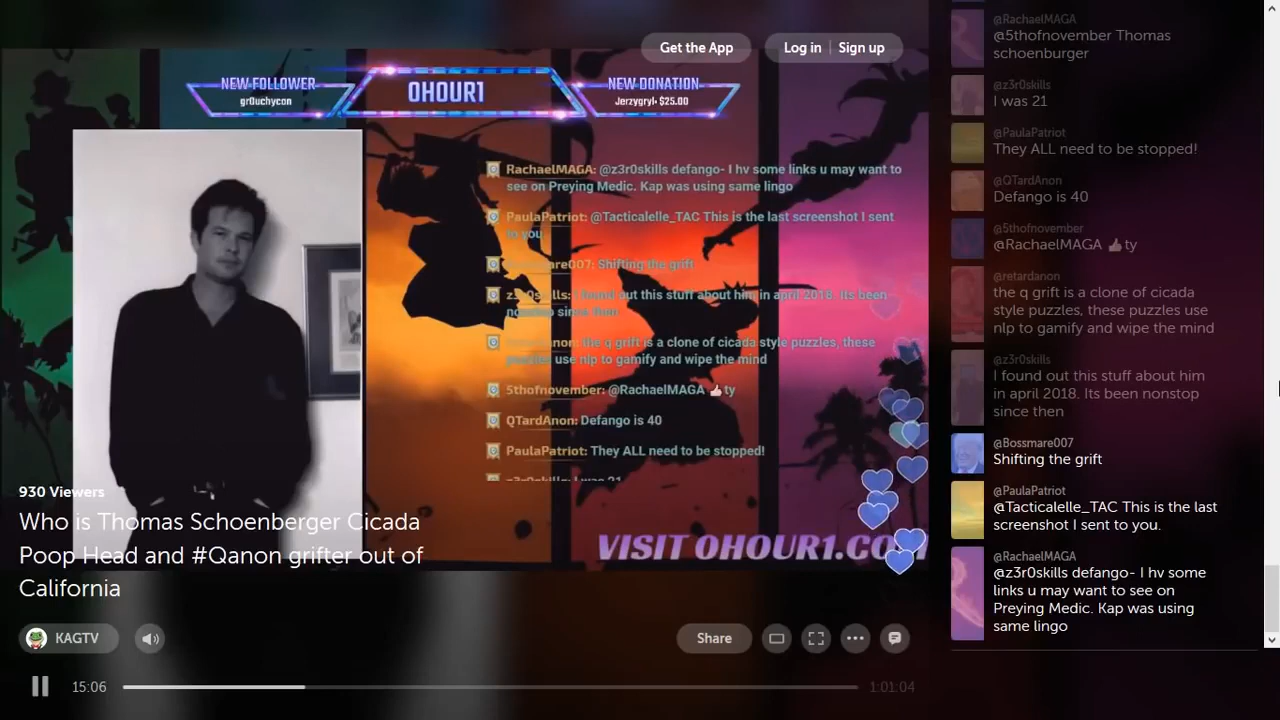 Get the App
Log in
Sign up
NEW FOLLOWER
gr0uchycon
OHOUR1
NEW DONATION
Jerzygryl: $25.00
RachaelMAGA: @z3r0skills defango- I hv some links u may want to
see on Preying Medic. Kap was using same lingo
PaulaPatriot: @Tacticalelle_TAC This is the last screenshot I sent
to you
Shifting the grift
z3r0skills: I found out this stuff about him in april 2018. Its been
nonstop since then
the q grift is a clone of cicada style puzzles, these
puzzles use nlp to gamify and wipe the mind
5thofnovember: @RachaelMAGA 👍🏻ty
QTardAnon: Defango is 40
PaulaPatriot: They ALL need to be stopped!
z3r0skills: I was 21
VISIT OHOUR1.CO
930 Viewers
Who is Thomas Schoenberger Cicada
Poop Head and #Qanon grifter out of
California
KAGTV
Share
15:06
1:01:04
@RachaelMAGA
@5thofnovember Thomas
schoenburger
@z3r0skills
I was 21
@PaulaPatriot
They ALL need to be stopped!
@QTardAnon
Defango is 40
@5thofnovember
@RachaelMAGA 👍🏻ty
@retardanon
the q grift is a clone of cicada
style puzzles, these puzzles use
nlp to gamify and wipe the mind
@z3r0skills
I found out this stuff about him
in april 2018. Its been nonstop
since then
@Bossmare007
Shifting the grift
@PaulaPatriot
@Tacticalelle_TAC This is the last
screenshot I sent to you.
@RachaelMAGA
@z3r0skills defango- I hv some
links u may want to see on
Preying Medic. Kap was using
same lingo